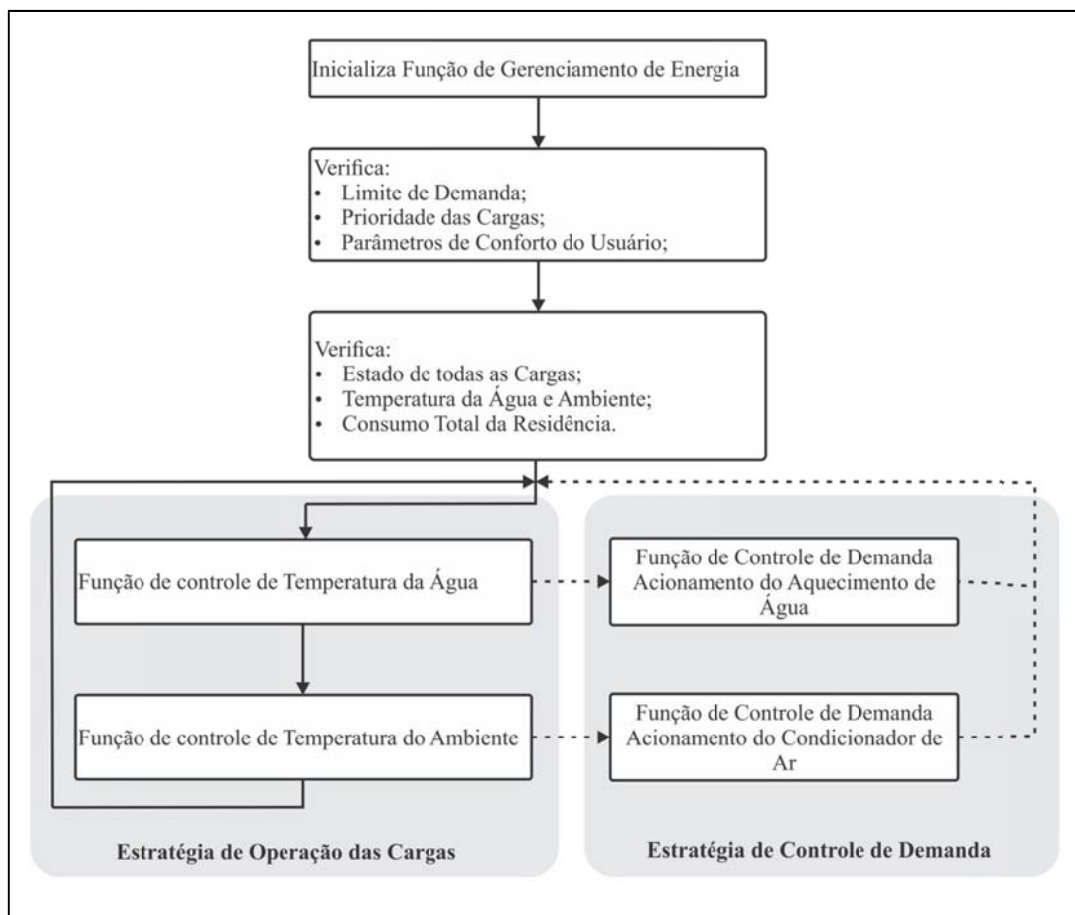 Inicializa Função de Gerenciamento de Energia
Verifica:
• Limite de Demanda;
• Prioridade das Cargas;
• Parâmetros de Conforto do Usuário;
Verifica:
• Estado de todas as Cargas;
• Temperatura da Água e Ambiente;
• Consumo Total da Residência.
Função de controle de Temperatura da Água
Função de Controle de Demanda
Acionamento do Aquecimento de
Água
Função de controle de Temperatura do Ambiente
Função de Controle de Demanda
Acionamento do Condicionador de
Ar
Estratégia de Operação das Cargas
Estratégia de Controle de Demanda